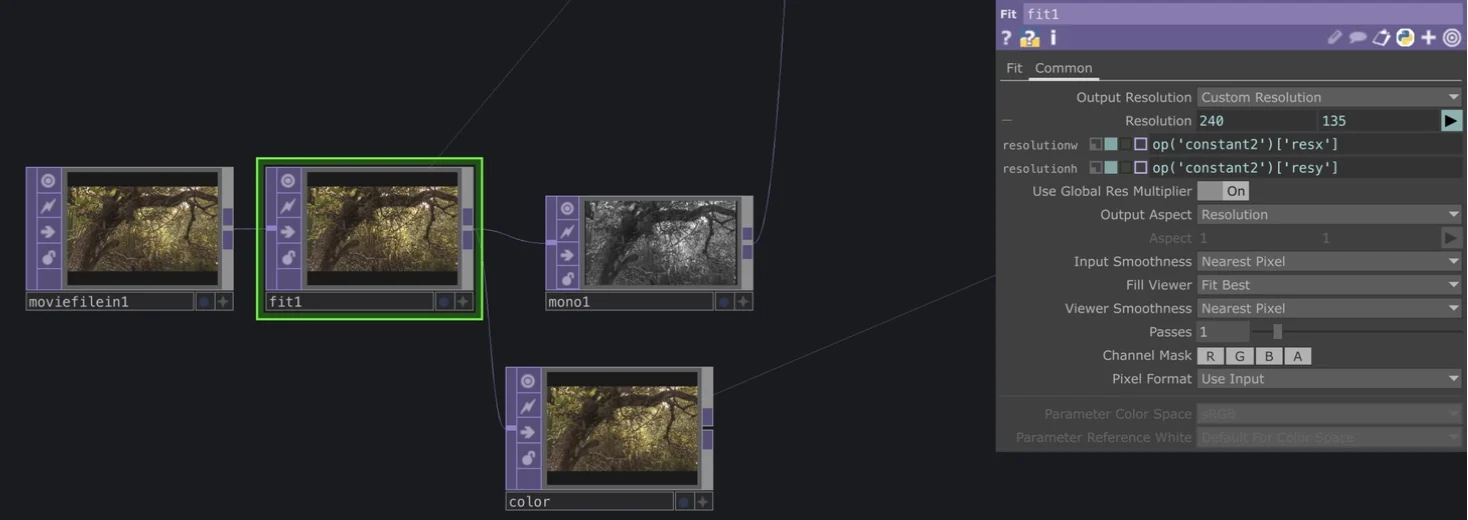 Fit fit1
? ? i
Fit Common
Output Resolution Custom Resolution
Resolution 240 135
resolutionw op('constant2')['resx']
resolutionh op('constant2')['resy']
Use Global Res Multiplier On
Output Aspect Resolution
Aspect 1 1
Input Smoothness Nearest Pixel
Fill Viewer Fit Best
Viewer Smoothness Nearest Pixel
Passes 1
Channel Mask R G B A
Pixel Format Use Input
Parameter Color Space sRGB
Parameter Reference White Default For Color Space
moviefilein1
fit1
mono1
color